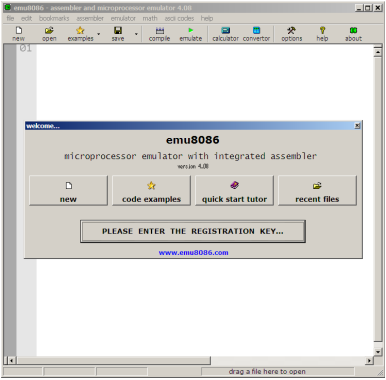 emu8086 - assembler and microprocessor emulator 4.08
file edit bookmarks assembler emulator math ascii codes help
new open examples save compile emulate calculator convertor options help about
01
welcome...
emu8086
microprocessor emulator with integrated assembler
version 4.08
new code examples quick start tutor recent files
PLEASE ENTER THE REGISTRATION KEY...
www.emu8086.com
drag a file here to open